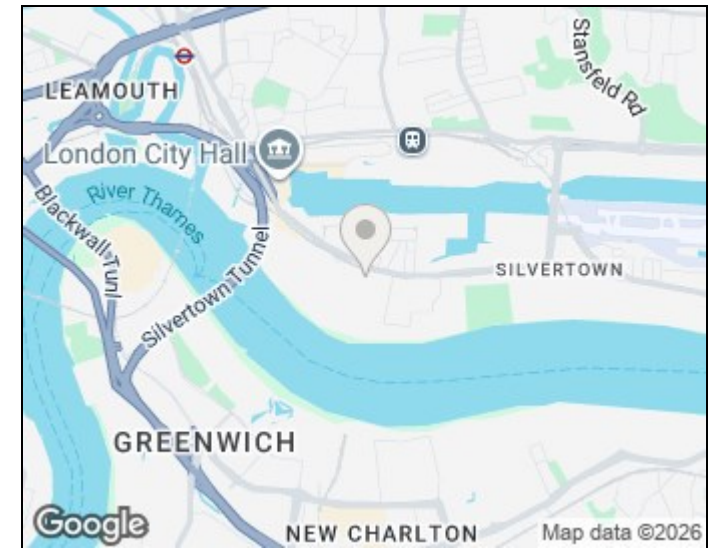 Stansfeld Rd
LEAMOUTH
London City Hall
River Thames
Blackwall Tunl
Silvertown Tunnel
SILVERTOWN
GREENWICH
Google
NEW CHARLTON
Map data ©2026